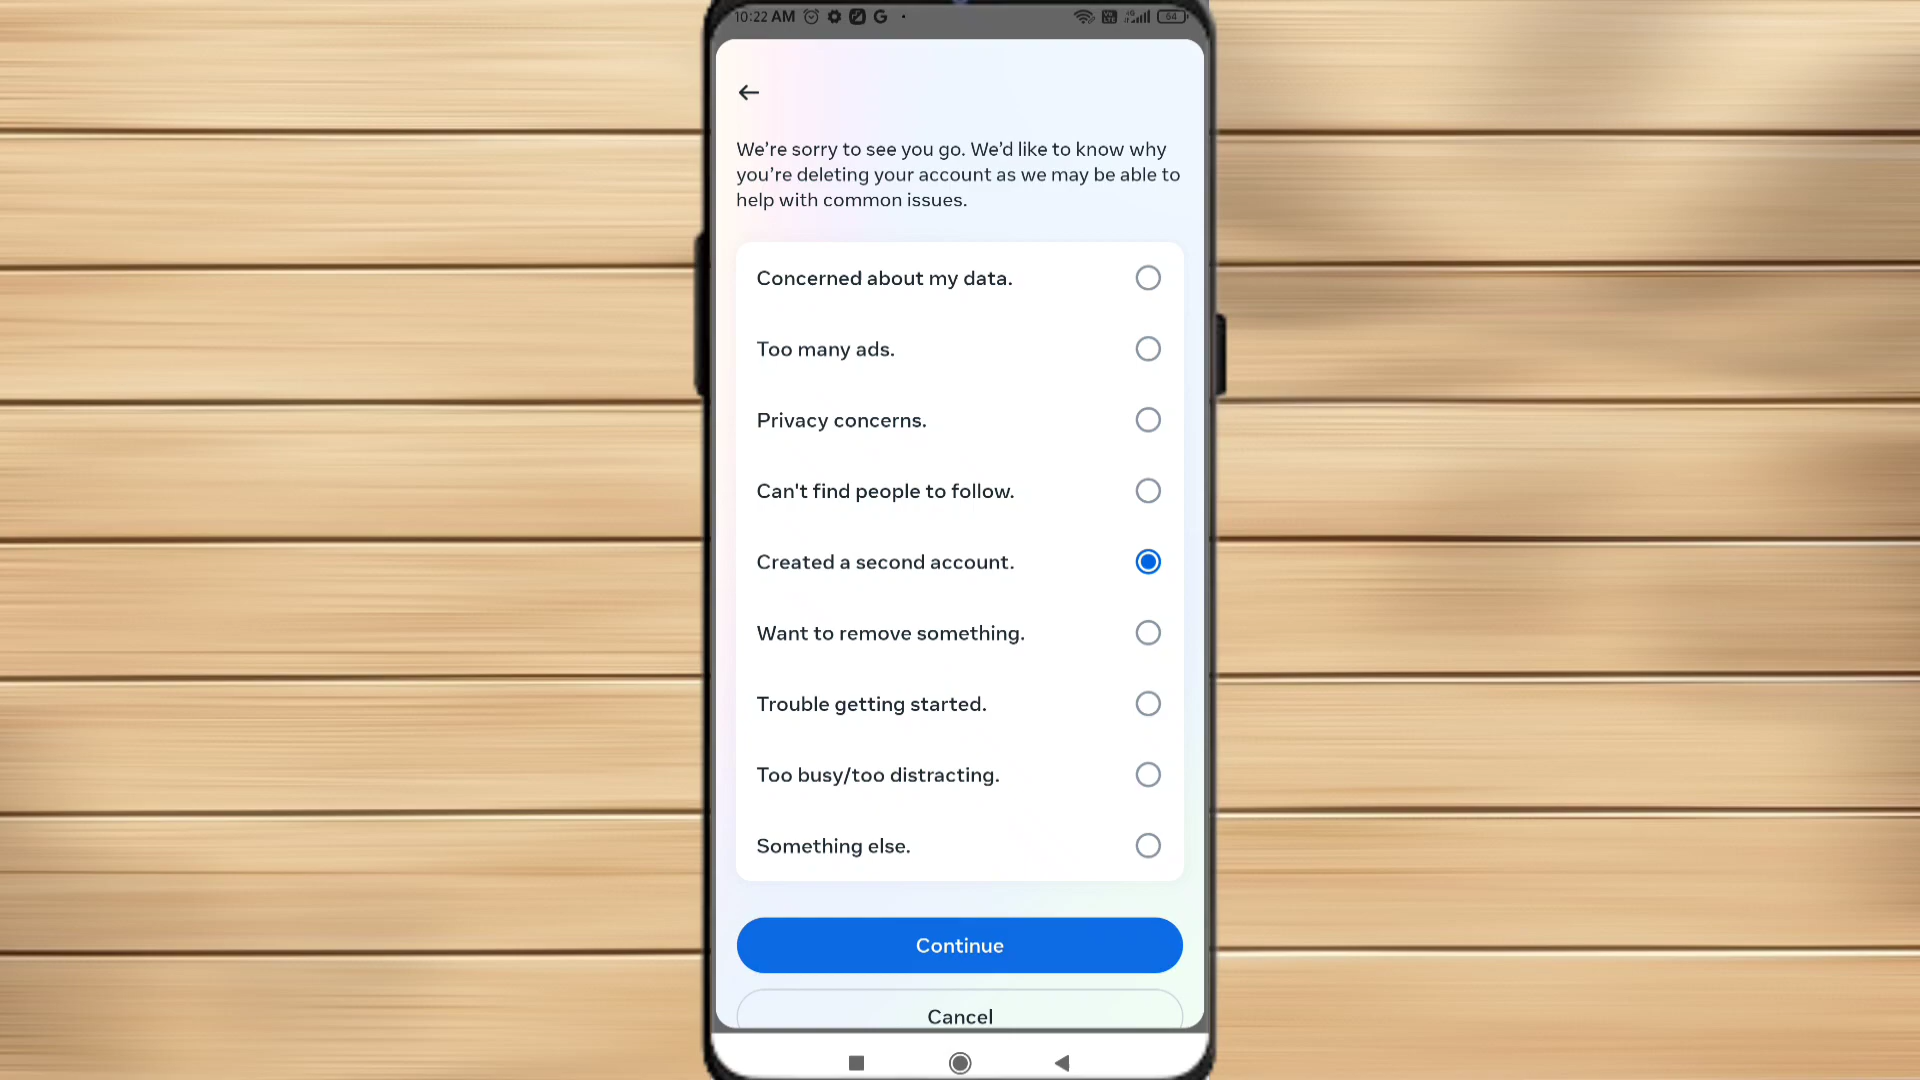 10:22 AM
64
We're sorry to see you go. We'd like to know why
you're deleting your account as we may be able to
help with common issues.
Concerned about my data.
Too many ads.
Privacy concerns.
Can't find people to follow.
Created a second account.
Want to remove something.
Trouble getting started.
Too busy/too distracting.
Something else.
Continue
Cancel